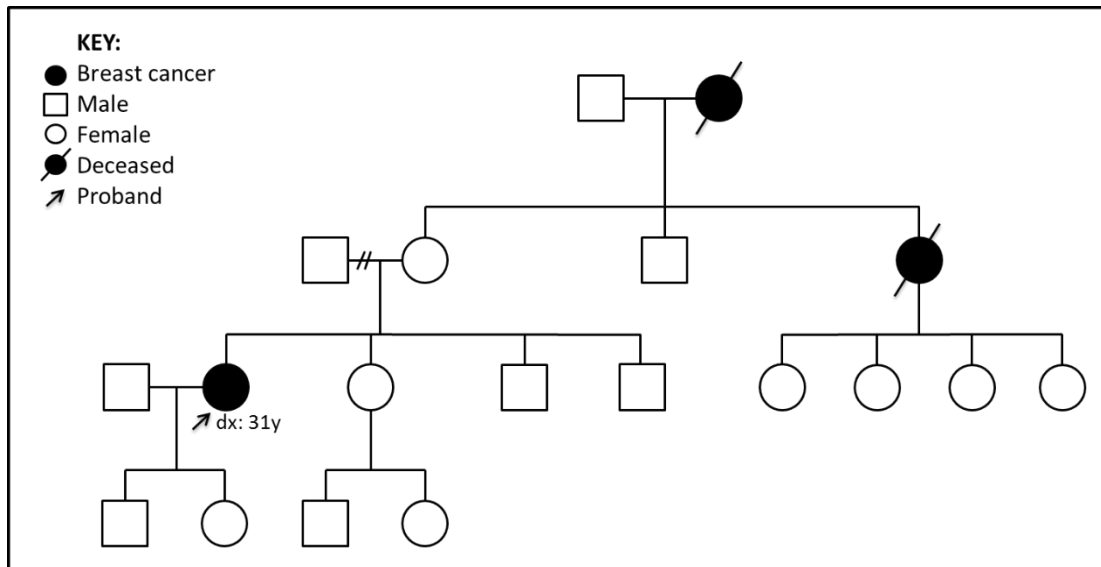 KEY:
Breast cancer
Male
Female
Deceased
Proband
dx: 31y